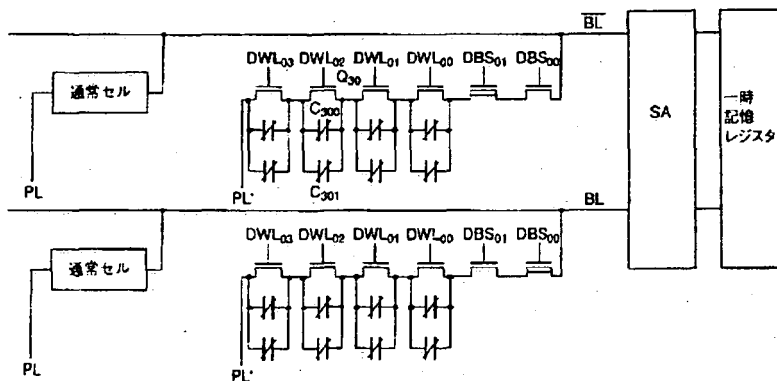 BL
DWL03 DWL02 DWL01 DWL00 DBS01 DBS00
Q30
通常セル
C300
SA
一時
記憶
レジスタ
C301
PL
PL'
BL
DWL03 DWL02 DWL01 DWL00 DBS01 DBS00
通常セル
PL
PL'